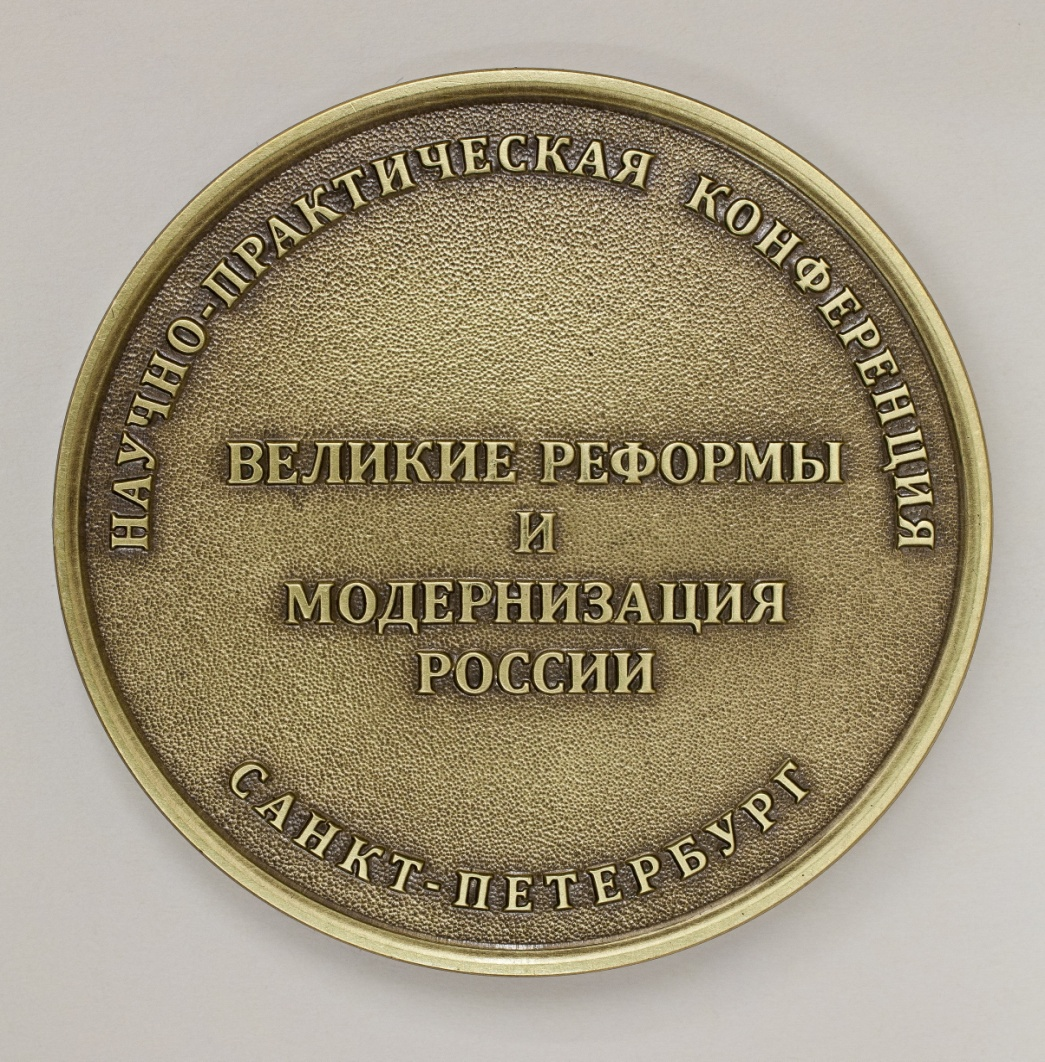 НАУЧНО-ПРАКТИЧЕСКАЯ КОНФЕРЕНЦИЯ
ВЕЛИКИЕ РЕФОРМЫ
И
МОДЕРНИЗАЦИЯ
РОССИИ
САНКТ-ПЕТЕРБУРГ